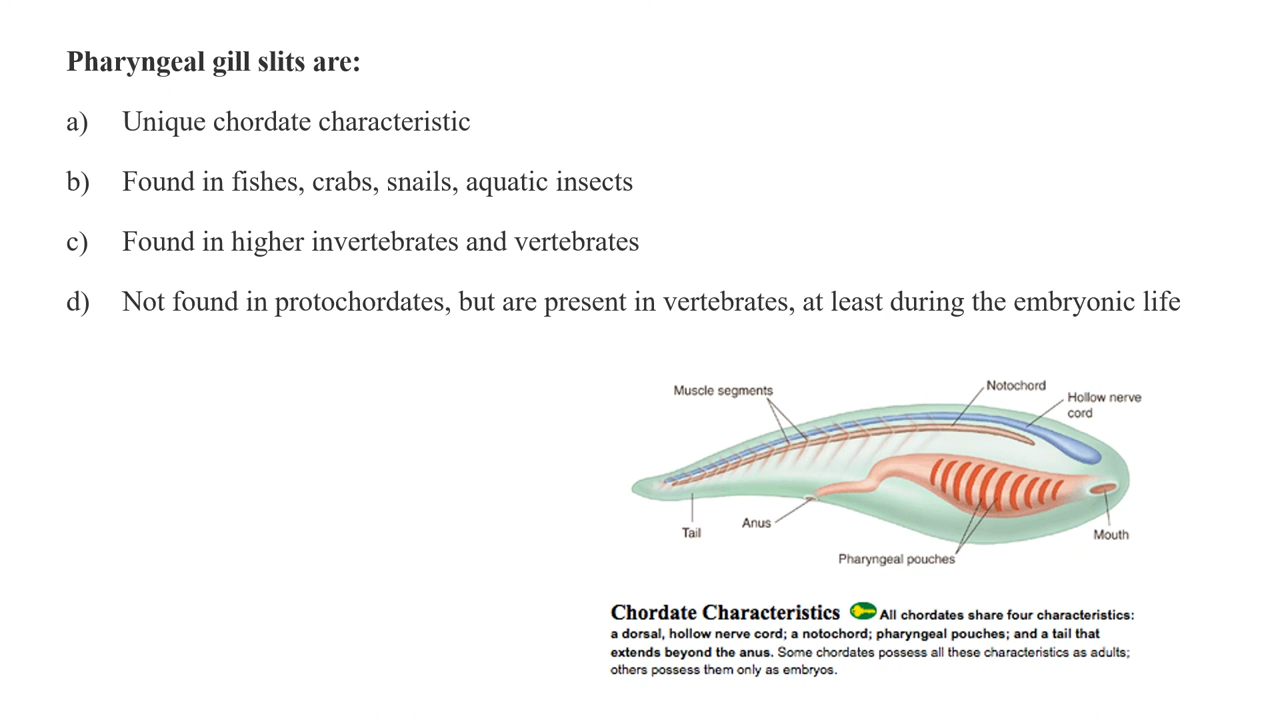 Pharyngeal gill slits are:
a) Unique chordate characteristic
b) Found in fishes, crabs, snails, aquatic insects
c) Found in higher invertebrates and vertebrates
d) Not found in protochordates, but are present in vertebrates, at least during the embryonic life
Muscle segments
Notochord
Hollow nerve
cord
Tail
Anus
Mouth
Pharyngeal pouches
Chordate Characteristics All chordates share four characteristics:
a dorsal, hollow nerve cord; a notochord; pharyngeal pouches; and a tail that
extends beyond the anus. Some chordates possess all these characteristics as adults;
others possess them only as embryos.